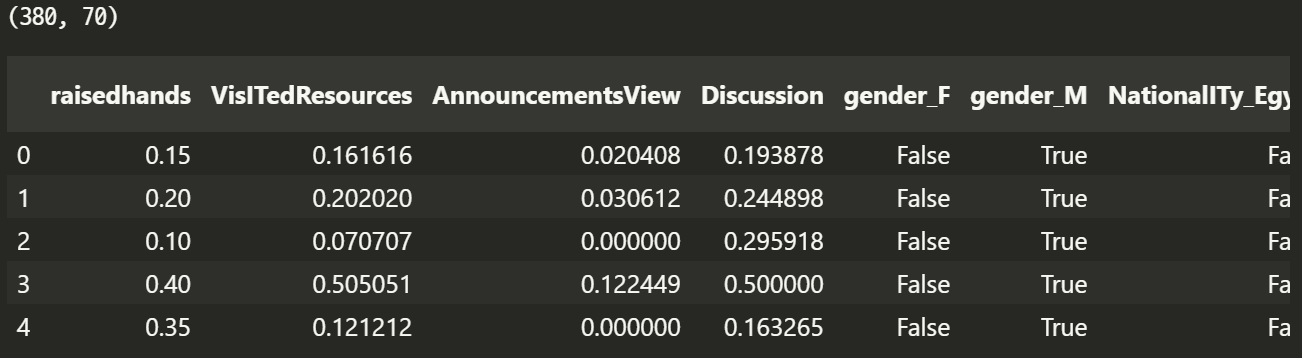 (380, 70)
raisedhands VisITedResources AnnouncementsView Discussion gender_F gender_M NationalITy_Egy
0 0.15 0.161616 0.020408 0.193878 False True Fa
1 0.20 0.202020 0.030612 0.244898 False True Fa
2 0.10 0.070707 0.000000 0.295918 False True Fa
3 0.40 0.505051 0.122449 0.500000 False True Fa
4 0.35 0.121212 0.000000 0.163265 False True Fa